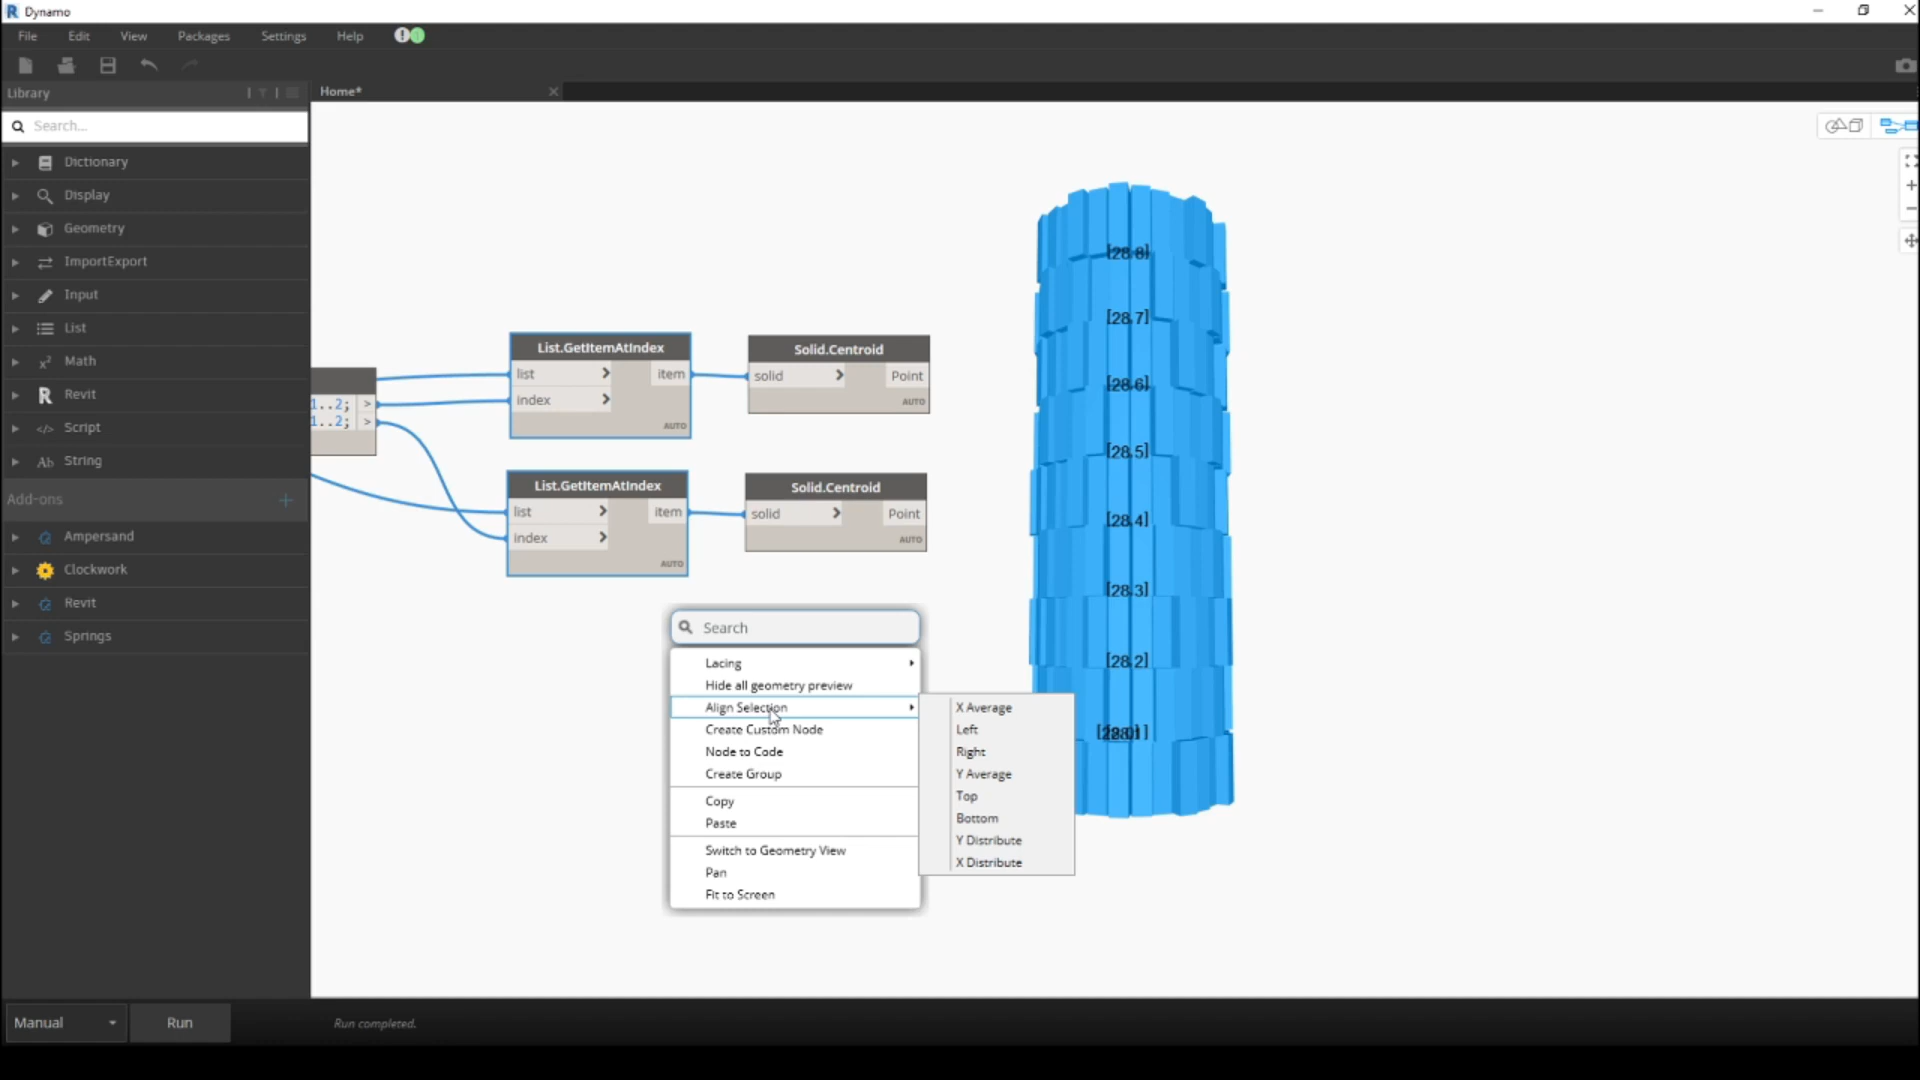 Dynamo
File Edit View Packages Settings Help
Library
Home*
Search...
Dictionary
Display
Geometry
ImportExport
Input
List
Math
Revit
Script
String
Add-ons
Ampersand
Clockwork
Revit
Springs
1..2; >
1..2; >
List.GetItemAtIndex
list > item
index >
AUTO
Solid.Centroid
solid > Point
AUTO
List.GetItemAtIndex
list > item
index >
AUTO
Solid.Centroid
solid > Point
AUTO
[28,8]
[28,7]
[28,6]
[28,5]
[28,4]
[28,3]
[28,2]
Search
Lacing
Hide all geometry preview
Align Selection
Create Custom Node
Node to Code
Create Group
Copy
Paste
Switch to Geometry View
Pan
Fit to Screen
X Average
Left
Right
Y Average
Top
Bottom
Y Distribute
X Distribute
Manual Run Run completed.